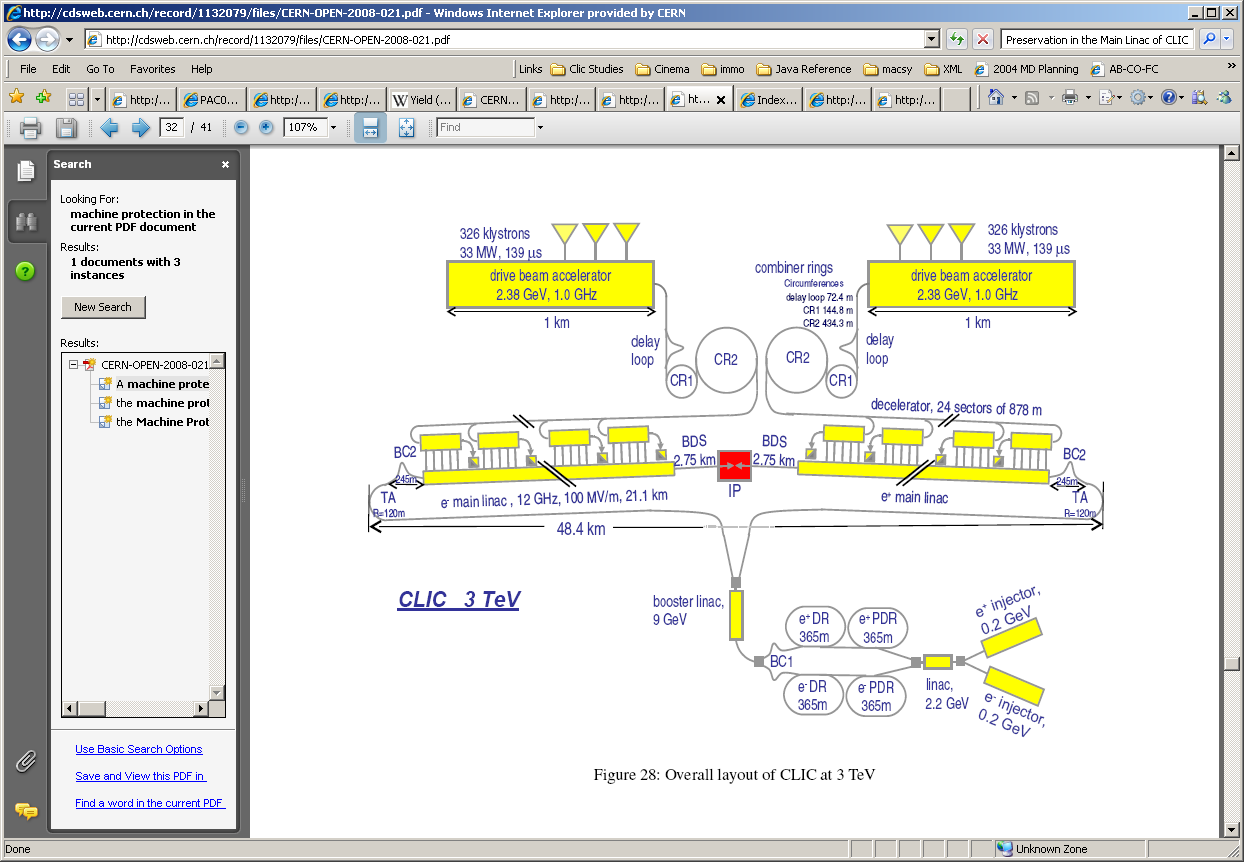 http://cdsweb.cern.ch/record/1132079/files/CERN-OPEN-2008-021.pdf - Windows Internet Explorer provided by CERN
http://cdsweb.cern.ch/record/1132079/files/CERN-OPEN-2008-021.pdf
Preservation in the Main Linac of CLIC
File Edit Go To Favorites Help
Links Clic Studies Cinema immo Java Reference macsy XML 2004 MD Planning AB-CO-FC »
http:/... PAC0... http:/... http:/... Yield (... CERN... http:/... http:/... ht... Index... http:/... http:/...
32 / 41 107% Find
Search
Looking For:
machine protection in the
current PDF document
Results:
1 documents with 3
instances
New Search
Results:
CERN-OPEN-2008-021
A machine prote
the machine prot
the Machine Prot
Use Basic Search Options
Save and View this PDF in
Find a word in the current PDF
326 klystrons
33 MW, 139 μs
drive beam accelerator
2.38 GeV, 1.0 GHz
1 km
combiner rings
Circumferences
delay loop 72.4 m
CR1 144.8 m
CR2 434.3 m
326 klystrons
33 MW, 139 μs
drive beam accelerator
2.38 GeV, 1.0 GHz
1 km
delay
loop
CR1
CR2
CR2
CR1
delay
loop
decelerator, 24 sectors of 878 m
BC2
245m
TA
R=120m
e- main linac , 12 GHz, 100 MV/m, 21.1 km
BDS
2.75 km
IP
BDS
2.75 km
e+ main linac
BC2
245m
TA
R=120m
48.4 km
CLIC 3 TeV
booster linac,
9 GeV
BC1
e+ DR
365m
e+ PDR
365m
e- DR
365m
e- PDR
365m
linac,
2.2 GeV
e+ injector,
0.2 GeV
e- injector,
0.2 GeV
Figure 28: Overall layout of CLIC at 3 TeV
Done
Unknown Zone